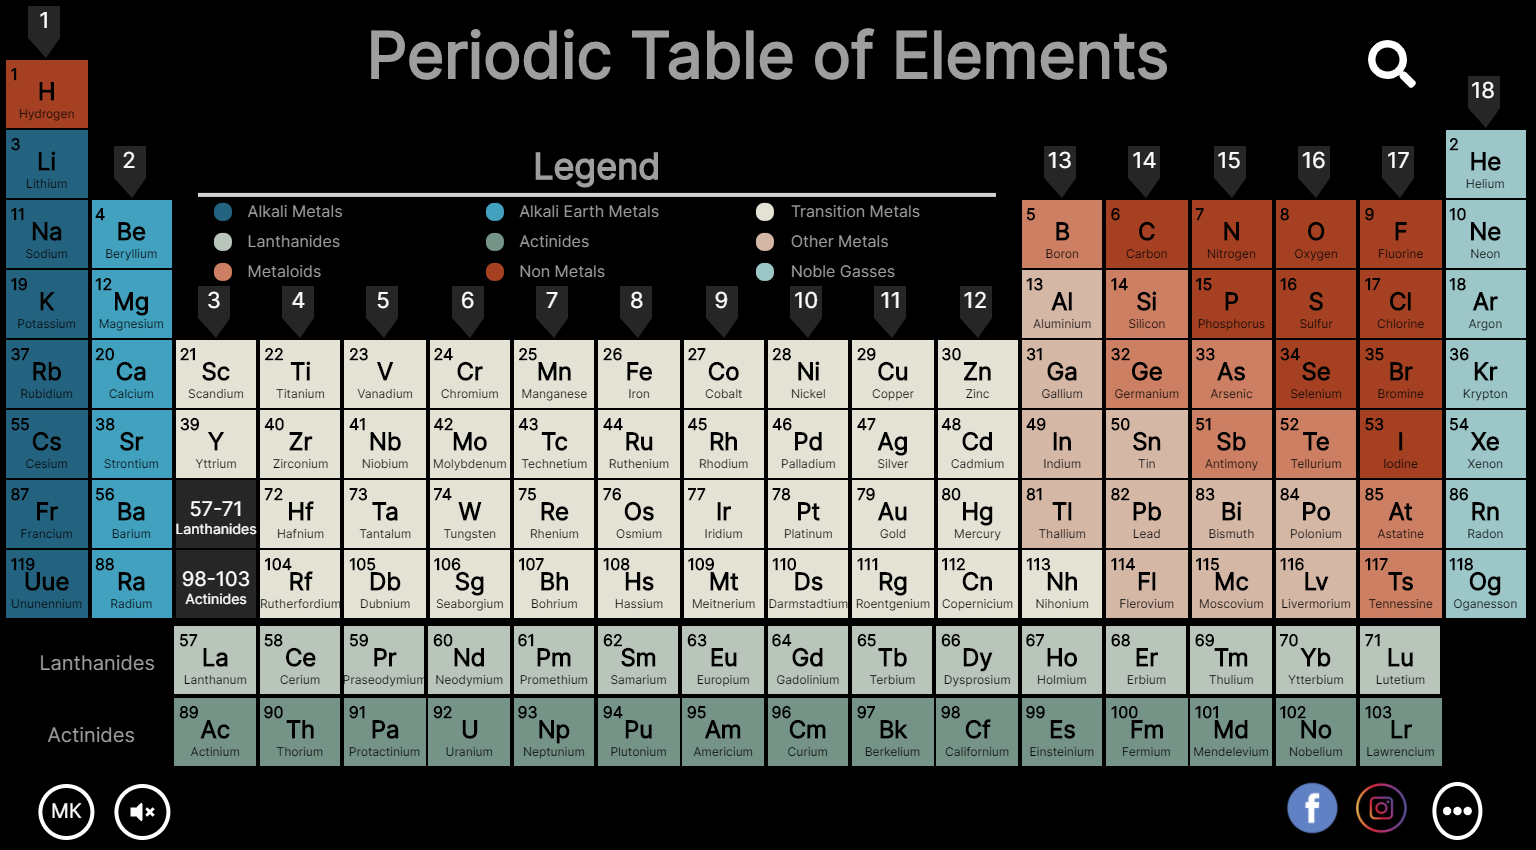 1
Periodic Table of Elements
1
H
Hydrogen
18
3
Li
Lithium
2
Legend
13
14
15
16
17
2
He
Helium
11
Na
Sodium
4
Be
Beryllium
Alkali Metals
Alkali Earth Metals
Transition Metals
Lanthanides
Actinides
Other Metals
Metaloids
Non Metals
Noble Gasses
5
B
Boron
6
C
Carbon
7
N
Nitrogen
8
O
Oxygen
9
F
Fluorine
10
Ne
Neon
19
K
Potassium
12
Mg
Magnesium
3
4
5
6
7
8
9
10
11
12
13
Al
Aluminium
14
Si
Silicon
15
P
Phosphorus
16
S
Sulfur
17
Cl
Chlorine
18
Ar
Argon
37
Rb
Rubidium
20
Ca
Calcium
21
Sc
Scandium
22
Ti
Titanium
23
V
Vanadium
24
Cr
Chromium
25
Mn
Manganese
26
Fe
Iron
27
Co
Cobalt
28
Ni
Nickel
29
Cu
Copper
30
Zn
Zinc
31
Ga
Gallium
32
Ge
Germanium
33
As
Arsenic
34
Se
Selenium
35
Br
Bromine
36
Kr
Krypton
55
Cs
Cesium
38
Sr
Strontium
39
Y
Yttrium
40
Zr
Zirconium
41
Nb
Niobium
42
Mo
Molybdenum
43
Tc
Technetium
44
Ru
Ruthenium
45
Rh
Rhodium
46
Pd
Palladium
47
Ag
Silver
48
Cd
Cadmium
49
In
Indium
50
Sn
Tin
51
Sb
Antimony
52
Te
Tellurium
53
I
Iodine
54
Xe
Xenon
87
Fr
Francium
56
Ba
Barium
57-71
Lanthanides
72
Hf
Hafnium
73
Ta
Tantalum
74
W
Tungsten
75
Re
Rhenium
76
Os
Osmium
77
Ir
Iridium
78
Pt
Platinum
79
Au
Gold
80
Hg
Mercury
81
Tl
Thallium
82
Pb
Lead
83
Bi
Bismuth
84
Po
Polonium
85
At
Astatine
86
Rn
Radon
119
Uue
Ununennium
88
Ra
Radium
98-103
Actinides
104
Rf
Rutherfordium
105
Db
Dubnium
106
Sg
Seaborgium
107
Bh
Bohrium
108
Hs
Hassium
109
Mt
Meitnerium
110
Ds
Darmstadtium
111
Rg
Roentgenium
112
Cn
Copernicium
113
Nh
Nihonium
114
Fl
Flerovium
115
Mc
Moscovium
116
Lv
Livermorium
117
Ts
Tennessine
118
Og
Oganesson
Lanthanides
57
La
Lanthanum
58
Ce
Cerium
59
Pr
Praseodymium
60
Nd
Neodymium
61
Pm
Promethium
62
Sm
Samarium
63
Eu
Europium
64
Gd
Gadolinium
65
Tb
Terbium
66
Dy
Dysprosium
67
Ho
Holmium
68
Er
Erbium
69
Tm
Thulium
70
Yb
Ytterbium
71
Lu
Lutetium
Actinides
89
Ac
Actinium
90
Th
Thorium
91
Pa
Protactinium
92
U
Uranium
93
Np
Neptunium
94
Pu
Plutonium
95
Am
Americium
96
Cm
Curium
97
Bk
Berkelium
98
Cf
Californium
99
Es
Einsteinium
100
Fm
Fermium
101
Md
Mendelevium
102
No
Nobelium
103
Lr
Lawrencium
MK
f